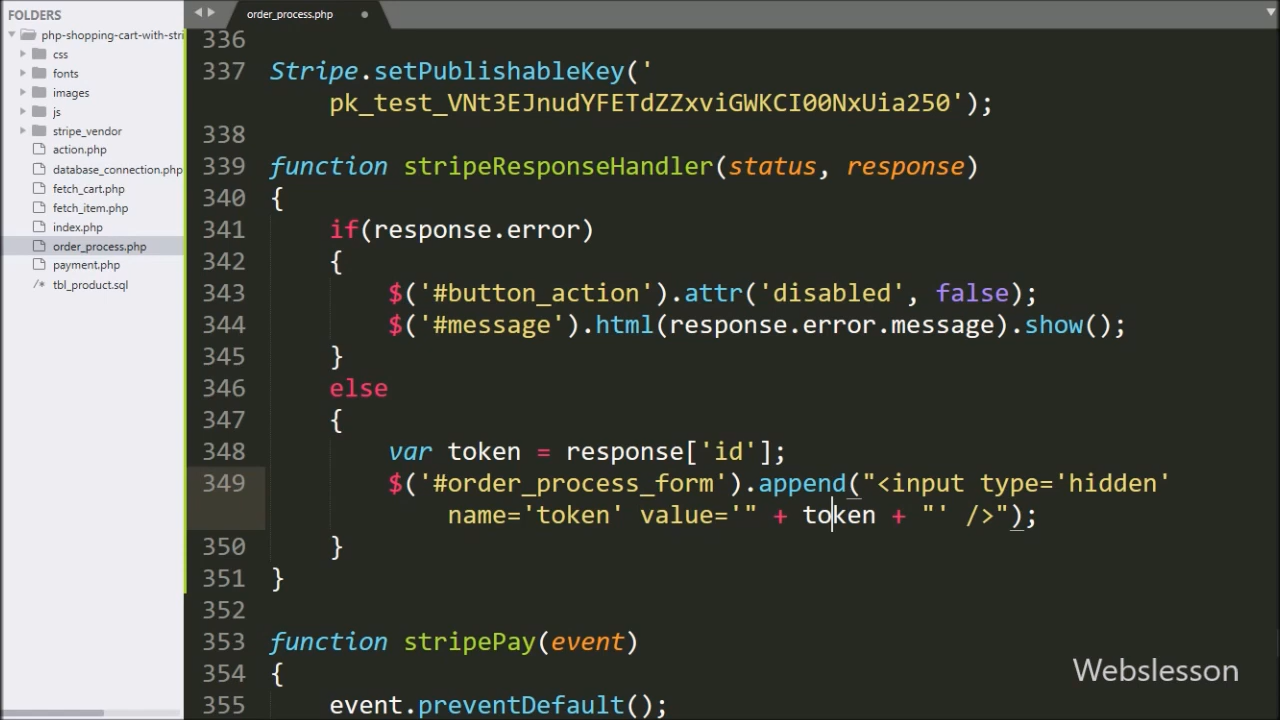 FOLDERS
php-shopping-cart-with-stri
css
fonts
images
js
stripe_vendor
action.php
database_connection.php
fetch_cart.php
fetch_item.php
index.php
order_process.php
payment.php
/* tbl_product.sql
order_process.php
336
337 Stripe.setPublishableKey('
pk_test_VNt3EJnudYFETdZZxviGWKCI00NxUia250');
338
339 function stripeResponseHandler(status, response)
340 {
341 if(response.error)
342 {
343 $('#button_action').attr('disabled', false);
344 $('#message').html(response.error.message).show();
345 }
346 else
347 {
348 var token = response['id'];
349 $('#order_process_form').append("<input type='hidden'
name='token' value='" + token + "' />");
350 }
351 }
352
353 function stripePay(event)
354 {
355 event.preventDefault();
Webslesson